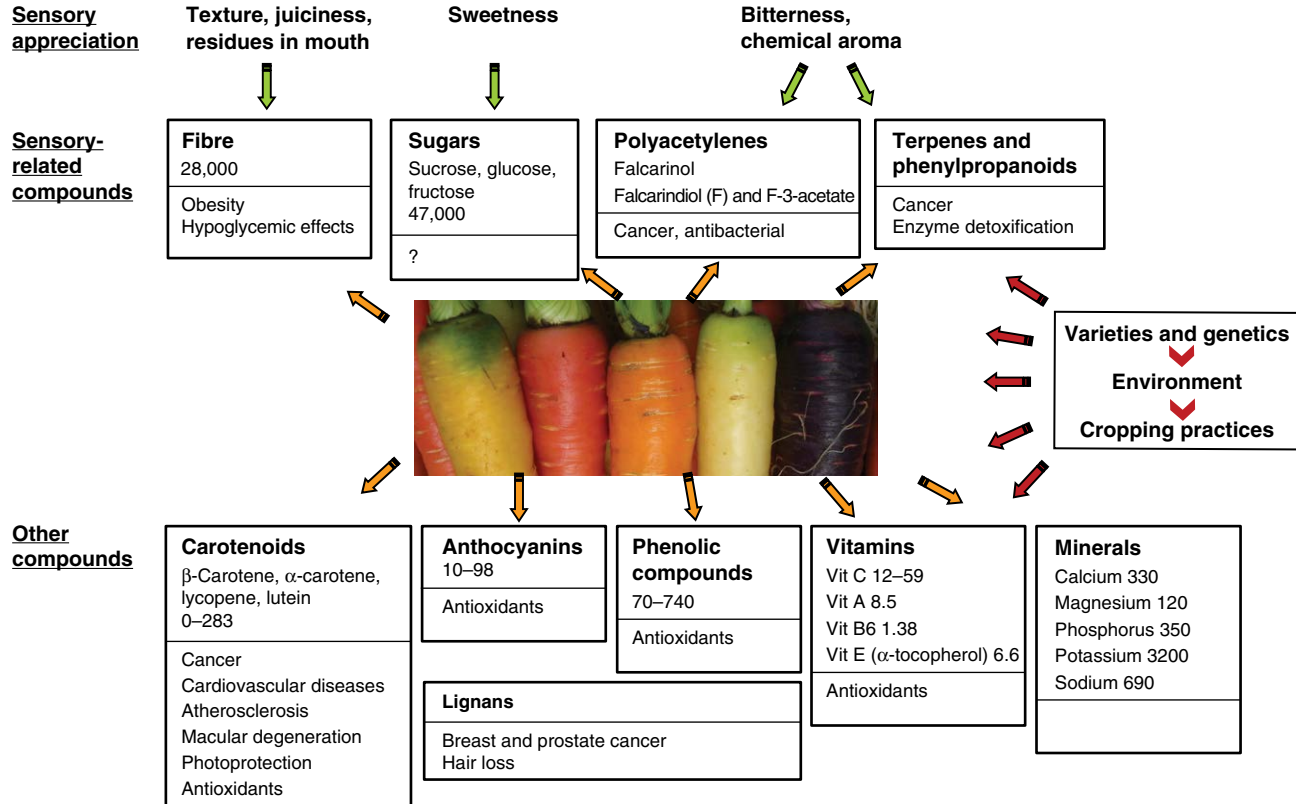 Sensory
appreciation
Texture, juiciness,
residues in mouth
Sweetness
Bitterness,
chemical aroma
Sensory-
related
compounds
Fibre
28,000
Obesity
Hypoglycemic effects
Sugars
Sucrose, glucose,
fructose
47,000
?
Polyacetylenes
Falcarinol
Falcarindiol (F) and F-3-acetate
Cancer, antibacterial
Terpenes and
phenylpropanoids
Cancer
Enzyme detoxification
Varieties and genetics
Environment
Cropping practices
Other
compounds
Carotenoids
β-Carotene, α-carotene,
lycopene, lutein
0–283
Cancer
Cardiovascular diseases
Atherosclerosis
Macular degeneration
Photoprotection
Antioxidants
Anthocyanins
10–98
Antioxidants
Phenolic
compounds
70–740
Antioxidants
Lignans
Breast and prostate cancer
Hair loss
Vitamins
Vit C 12–59
Vit A 8.5
Vit B6 1.38
Vit E (α-tocopherol) 6.6
Antioxidants
Minerals
Calcium 330
Magnesium 120
Phosphorus 350
Potassium 3200
Sodium 690